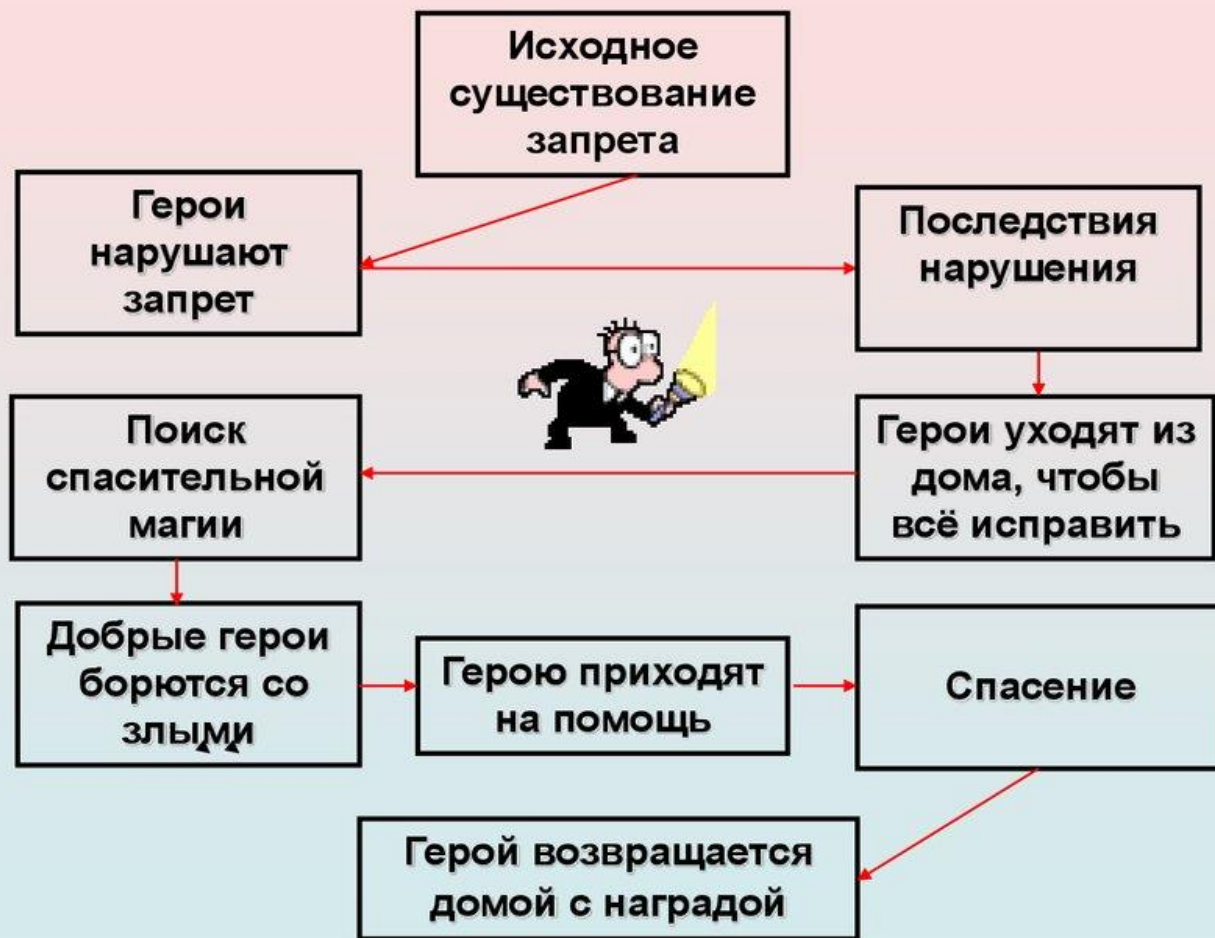 Исходное
существование
запрета
Герои
нарушают
запрет
Последствия
нарушения
Герои уходят из
дома, чтобы
всё исправить
Поиск
спасительной
магии
Добрые герои
борются со
злыми
Герою приходят
на помощь
Спасение
Герой возвращается
домой с наградой